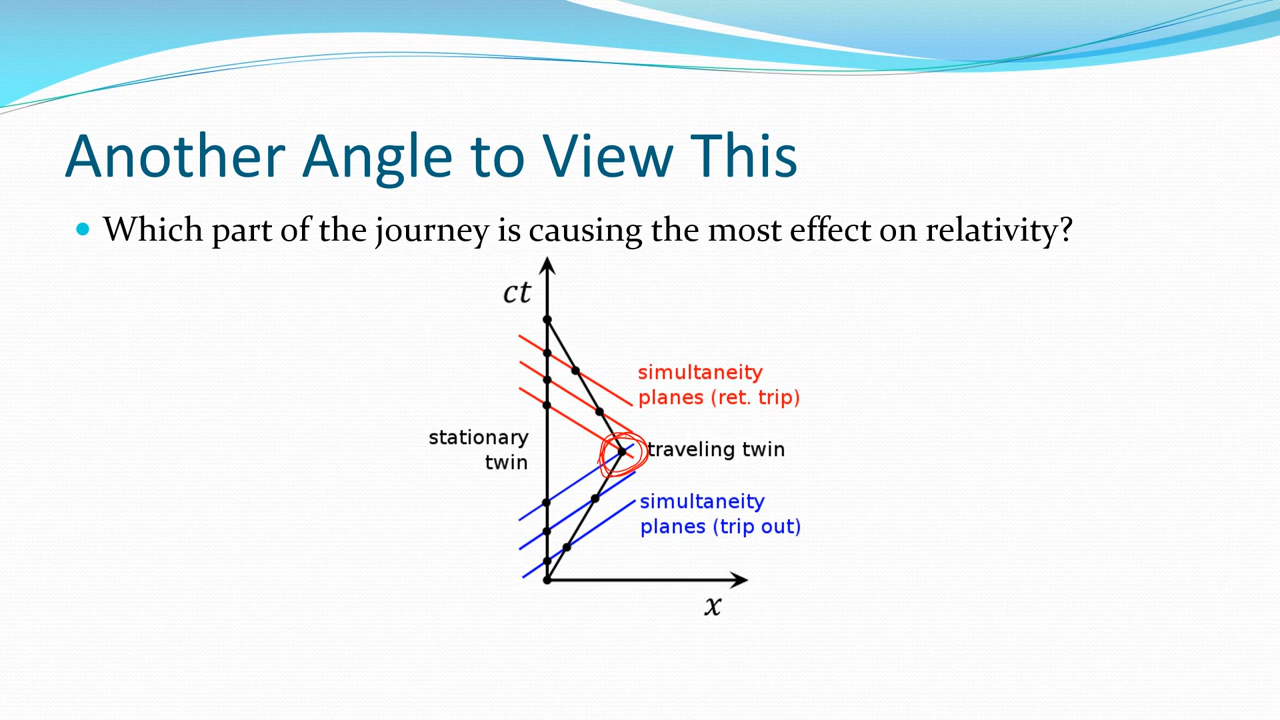 Another Angle to View This
Which part of the journey is causing the most effect on relativity?
ct
simultaneity
planes (ret. trip)
stationary
twin
traveling twin
simultaneity
planes (trip out)
x